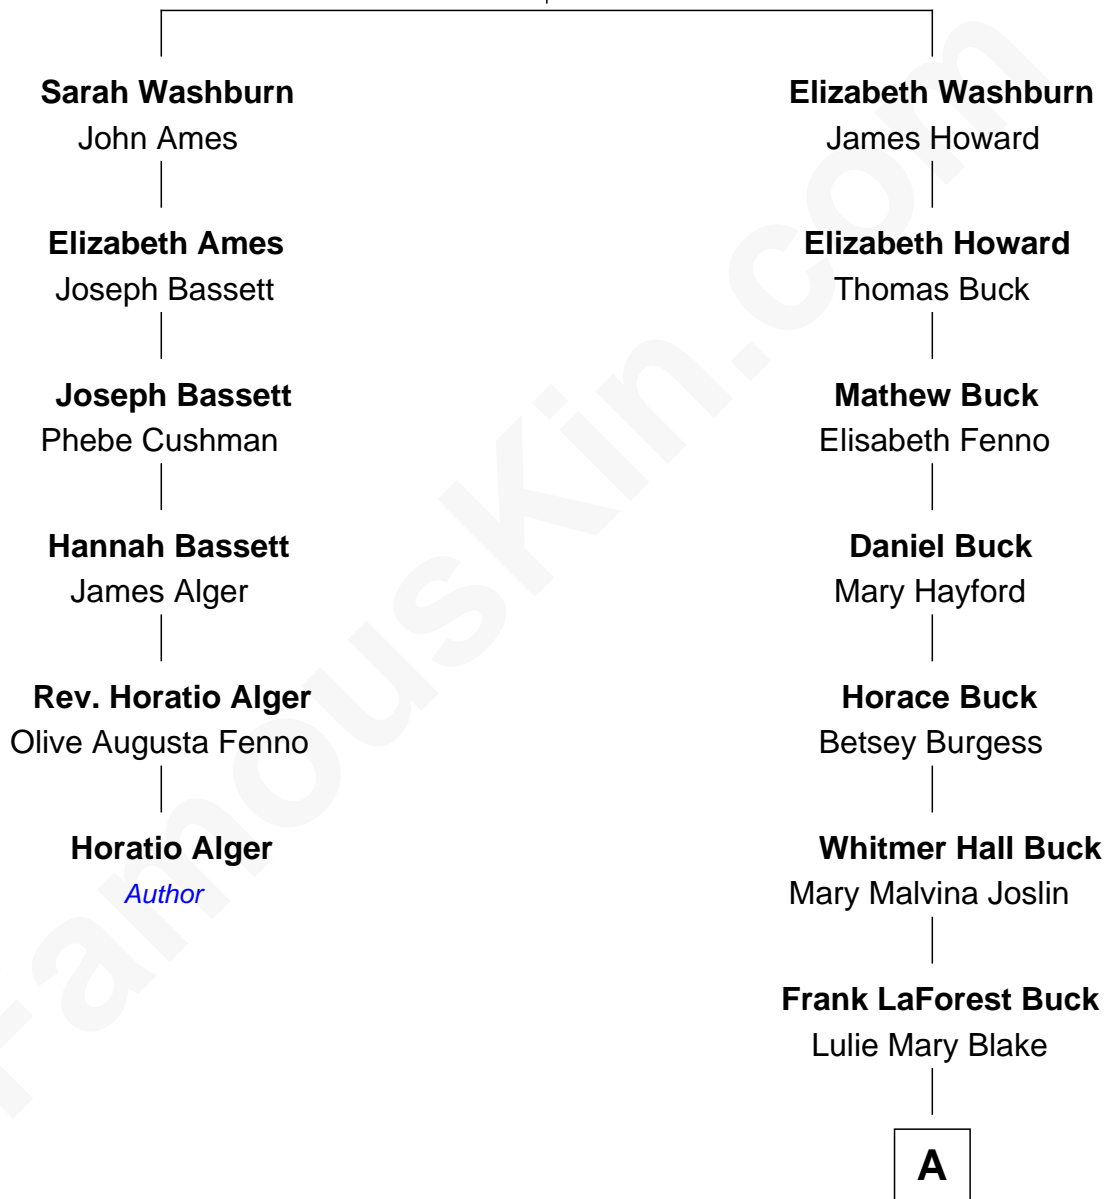 Sarah Washburn
John Ames
Elizabeth Washburn
James Howard
Elizabeth Ames
Joseph Bassett
Elizabeth Howard
Thomas Buck
Joseph Bassett
Phebe Cushman
Mathew Buck
Elisabeth Fenno
Hannah Bassett
James Alger
Daniel Buck
Mary Hayford
Rev. Horatio Alger
Olive Augusta Fenno
Horace Buck
Betsey Burgess
Horatio Alger
Author
Whitmer Hall Buck
Mary Malvina Joslin
Frank LaForest Buck
Lulie Mary Blake
A
FamousKin.com